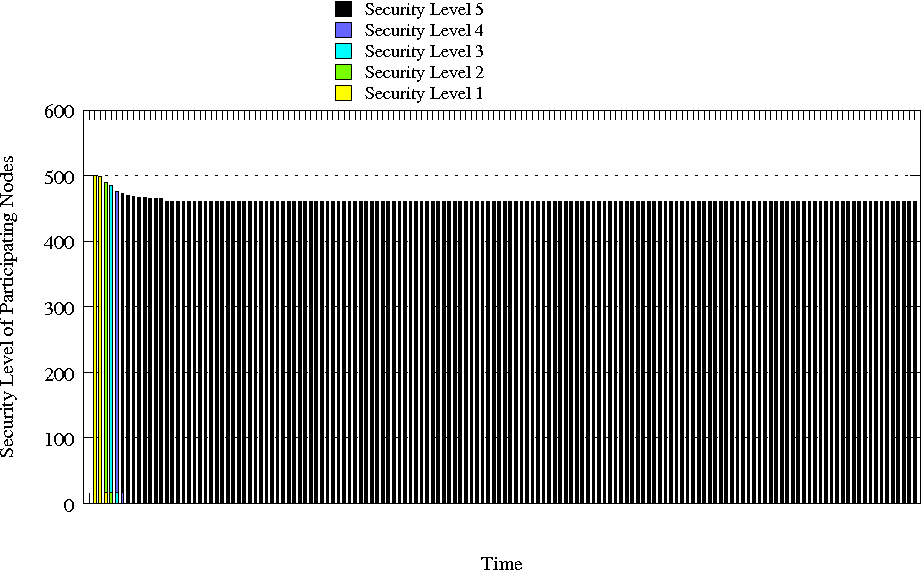 Security Level 5
Security Level 4
Security Level 3
Security Level 2
Security Level 1
600
500
400
300
200
100
0
Security Level of Participating Nodes
Time